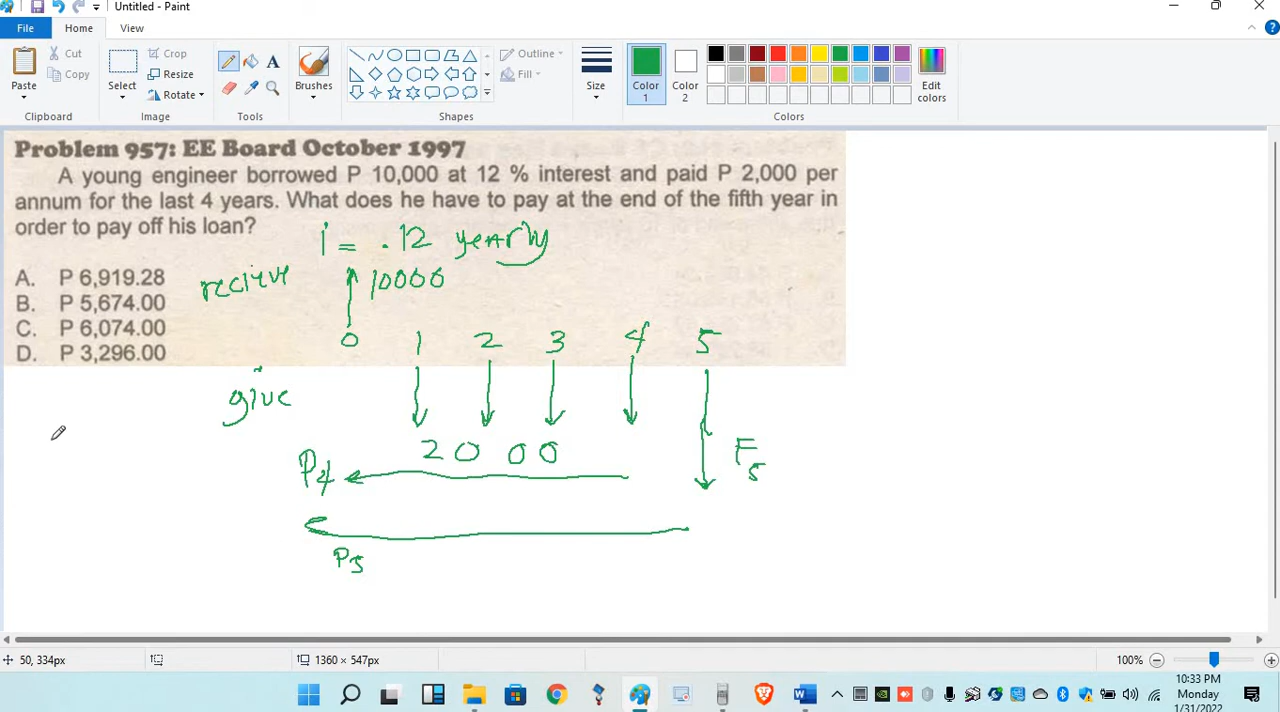 Untitled - Paint
File Home View
Paste
Cut
Copy
Clipboard
Select
Crop
Resize
Rotate
Image
Tools
Brushes
Outline
Fill
Shapes
Size
Color 1
Color 2
Edit colors
Colors
Problem 957: EE Board October 1997
A young engineer borrowed P 10,000 at 12 % interest and paid P 2,000 per
annum for the last 4 years. What does he have to pay at the end of the fifth year in
order to pay off his loan?
i = .12 yearly
A. P 6,919.28
B. P 5,674.00
C. P 6,074.00
D. P 3,296.00
recieve
10000
0 1 2 3 4 5
give
2000
F5
P4
P5
50, 334px
1360 × 547px
100%
10:33 PM
Monday
1/31/2022